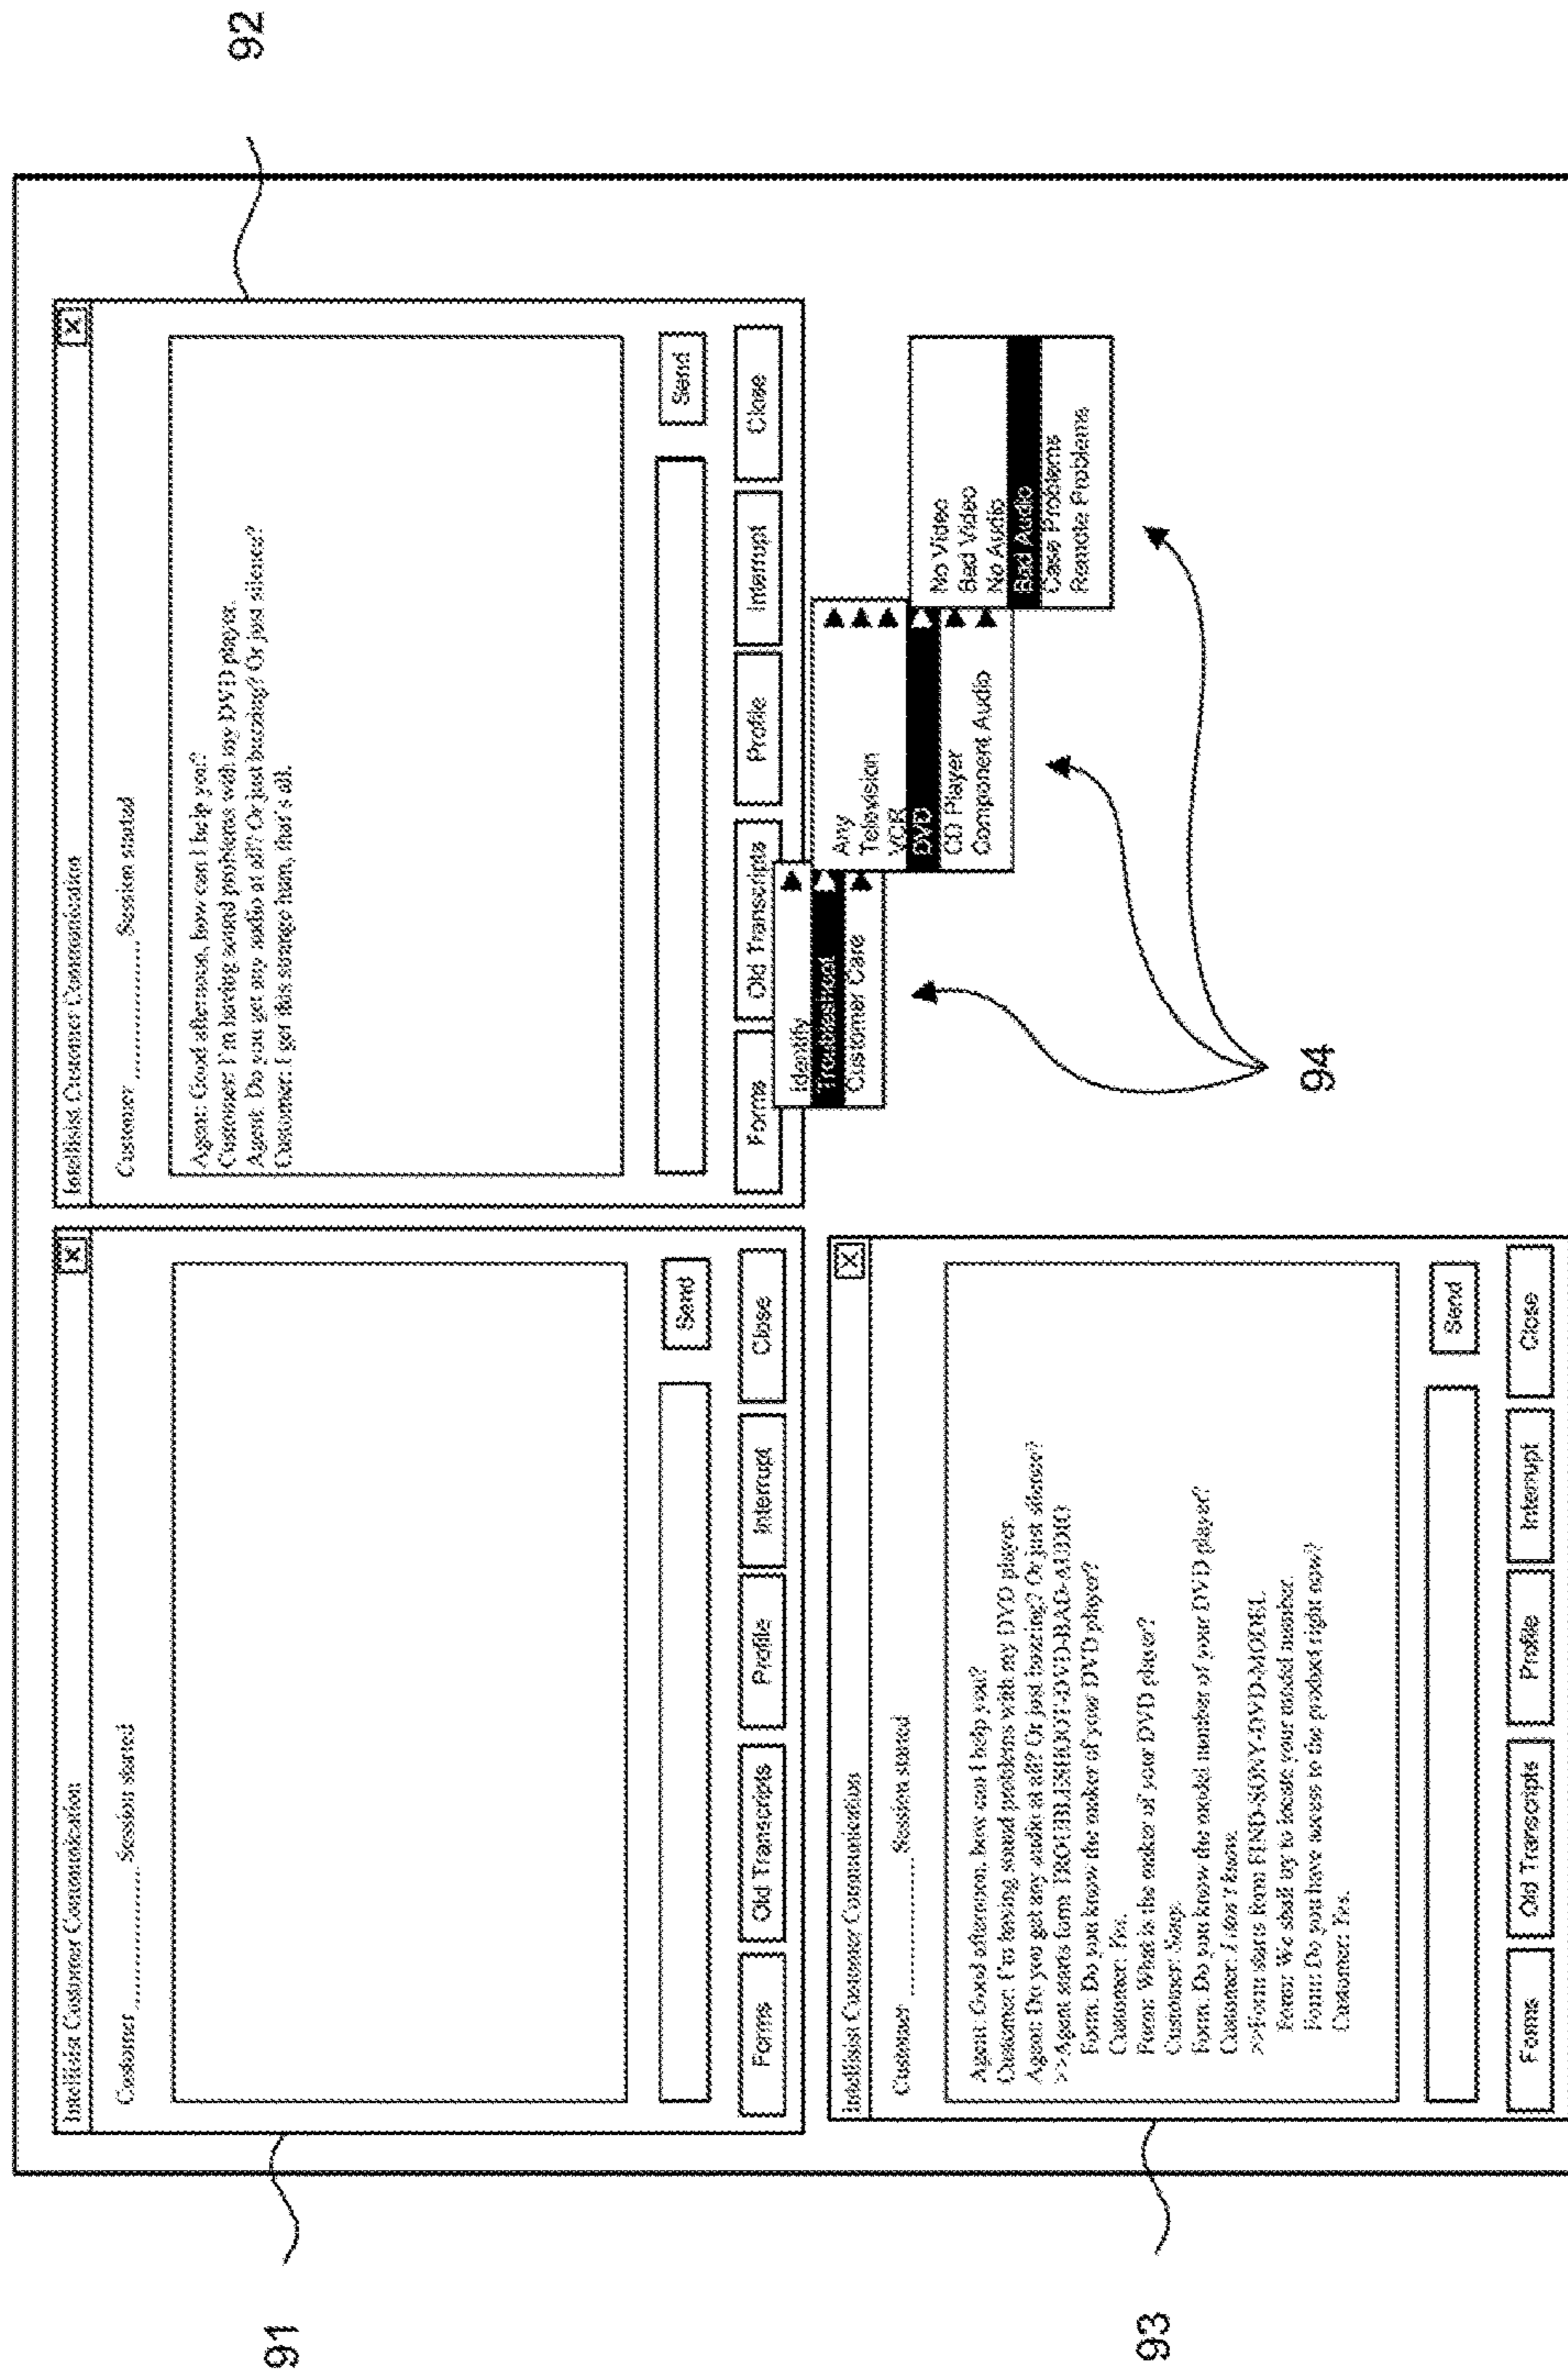 91
Intellisist Customer Communication X
Customer ............... Session started
Send
Forms Old Transcripts Profile Interrupt Close
92
Intellisist Customer Communication X
Customer ............... Session started
Agent: Good afternoon, how can I help you?
Customer: I'm having sound problems with my DVD player.
Agent: Do you get any audio at all? Or just buzzing? Or just silence?
Customer: I get this strange hum, that's all.
Send
Forms Old Transcripts Profile Interrupt Close
Identify
Troubleshoot
Customer Care
Any
Television
VCR
DVD
CD Player
Component Audio
No Video
Bad Video
No Audio
Bad Audio
Case Problems
Remote Problems
94
93
Intellisist Customer Communication X
Customer ............... Session started
Agent: Good afternoon, how can I help you?
Customer: I'm having sound problems with my DVD player.
Agent: Do you get any audio at all? Or just buzzing? Or just silence?
>>Agent starts form TROUBLESHOOT-DVD-BAD-AUDIO
Form: Do you know the maker of your DVD player?
Customer: Yes.
Form: What is the maker of your DVD player?
Customer: Sony.
Form: Do you know the model number of your DVD player?
Customer: I don't know.
>>Form starts form FIND-SONY-DVD-MODEL.
Form: We shall try to locate your model number.
Form: Do you have access to the product right now?
Customer: Yes.
Send
Forms Old Transcripts Profile Interrupt Close